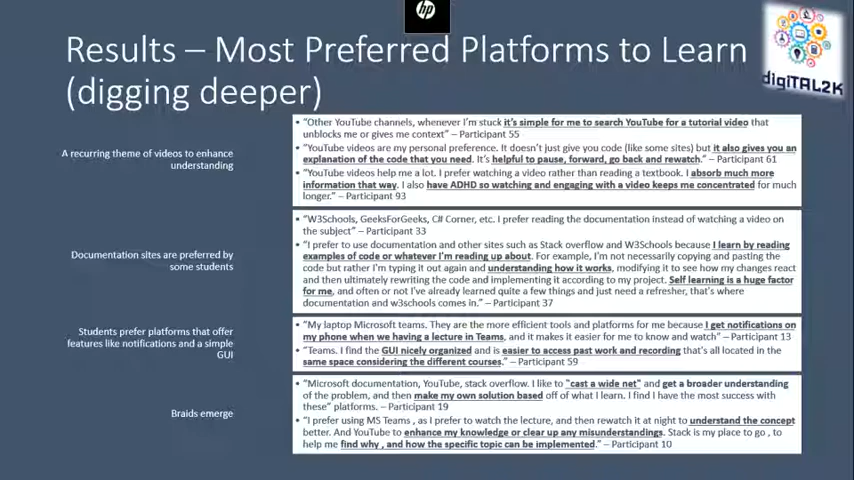 hp
Results – Most Preferred Platforms to Learn
(digging deeper)
digiTAL2K
A recurring theme of videos to enhance
understanding
• "Other YouTube channels, whenever I'm stuck it's simple for me to search YouTube for a tutorial video that
unblocks me or gives me context" – Participant 55
• "YouTube videos are my personal preference. It doesn't just give you code (like some sites) but it also gives you an
explanation of the code that you need. It's helpful to pause, forward, go back and rewatch." – Participant 61
• "YouTube videos help me a lot. I prefer watching a video rather than reading a textbook. I absorb much more
information that way. I also have ADHD so watching and engaging with a video keeps me concentrated for much
longer." – Participant 93
Documentation sites are preferred by
some students
• "W3Schools, GeeksForGeeks, C# Corner, etc. I prefer reading the documentation instead of watching a video on
the subject" – Participant 33
• "I prefer to use documentation and other sites such as Stack overflow and W3Schools because I learn by reading
examples of code or whatever I'm reading up about. For example, I'm not necessarily copying and pasting the
code but rather I'm typing it out again and understanding how it works, modifying it to see how my changes react
and then ultimately rewriting the code and implementing it according to my project. Self learning is a huge factor
for me, and often or not I've already learned quite a few things and just need a refresher, that's where
documentation and w3schools comes in." – Participant 37
Students prefer platforms that offer
features like notifications and a simple
GUI
• "My laptop Microsoft teams. They are the more efficient tools and platforms for me because I get notifications on
my phone when we having a lecture in Teams, and it makes it easier for me to know and watch" – Participant 13
• "Teams. I find the GUI nicely organized and is easier to access past work and recording that's all located in the
same space considering the different courses." – Participant 59
Braids emerge
• "Microsoft documentation, YouTube, stack overflow. I like to "cast a wide net" and get a broader understanding
of the problem, and then make my own solution based off of what I learn. I find I have the most success with
these" platforms. – Participant 19
• "I prefer using MS Teams , as I prefer to watch the lecture, and then rewatch it at night to understand the concept
better. And YouTube to enhance my knowledge or clear up any misunderstandings. Stack is my place to go , to
help me find why , and how the specific topic can be implemented." – Participant 10